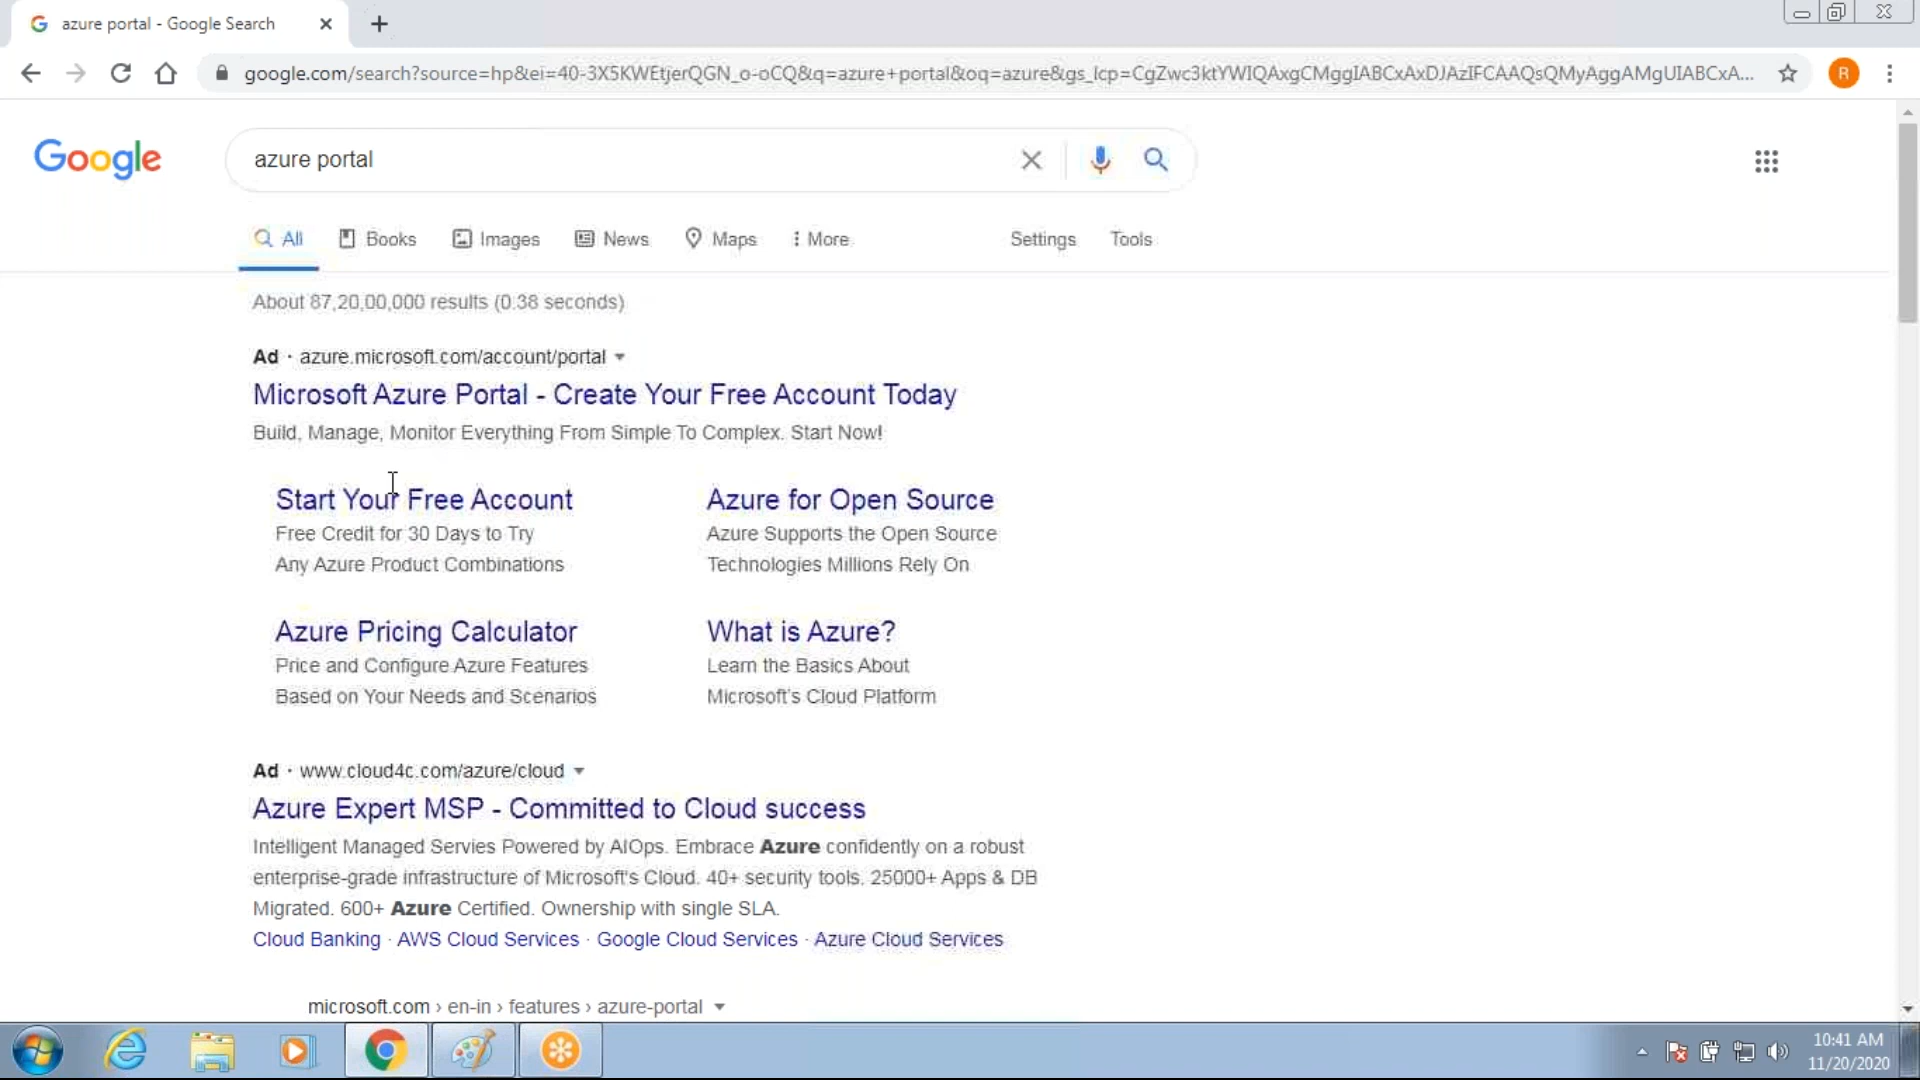 azure portal - Google Search
google.com/search?source=hp&ei=40-3X5KWEtjerQGN_o-oCQ&q=azure+portal&oq=azure&gs_lcp=CgZwc3ktYWIQAxgCMggIABCxAxDJAzIFCAAQsQMyAggAMgUIABCxA...
R
Google
azure portal
All Books Images News Maps More Settings Tools
About 87,20,00,000 results (0.38 seconds)
Ad · azure.microsoft.com/account/portal
Microsoft Azure Portal - Create Your Free Account Today
Build, Manage, Monitor Everything From Simple To Complex. Start Now!
Start Your Free Account
Free Credit for 30 Days to Try
Any Azure Product Combinations
Azure for Open Source
Azure Supports the Open Source
Technologies Millions Rely On
Azure Pricing Calculator
Price and Configure Azure Features
Based on Your Needs and Scenarios
What is Azure?
Learn the Basics About
Microsoft's Cloud Platform
Ad · www.cloud4c.com/azure/cloud
Azure Expert MSP - Committed to Cloud success
Intelligent Managed Servies Powered by AIOps. Embrace Azure confidently on a robust
enterprise-grade infrastructure of Microsoft's Cloud. 40+ security tools. 25000+ Apps & DB
Migrated. 600+ Azure Certified. Ownership with single SLA.
Cloud Banking · AWS Cloud Services · Google Cloud Services · Azure Cloud Services
microsoft.com › en-in › features › azure-portal
10:41 AM
11/20/2020